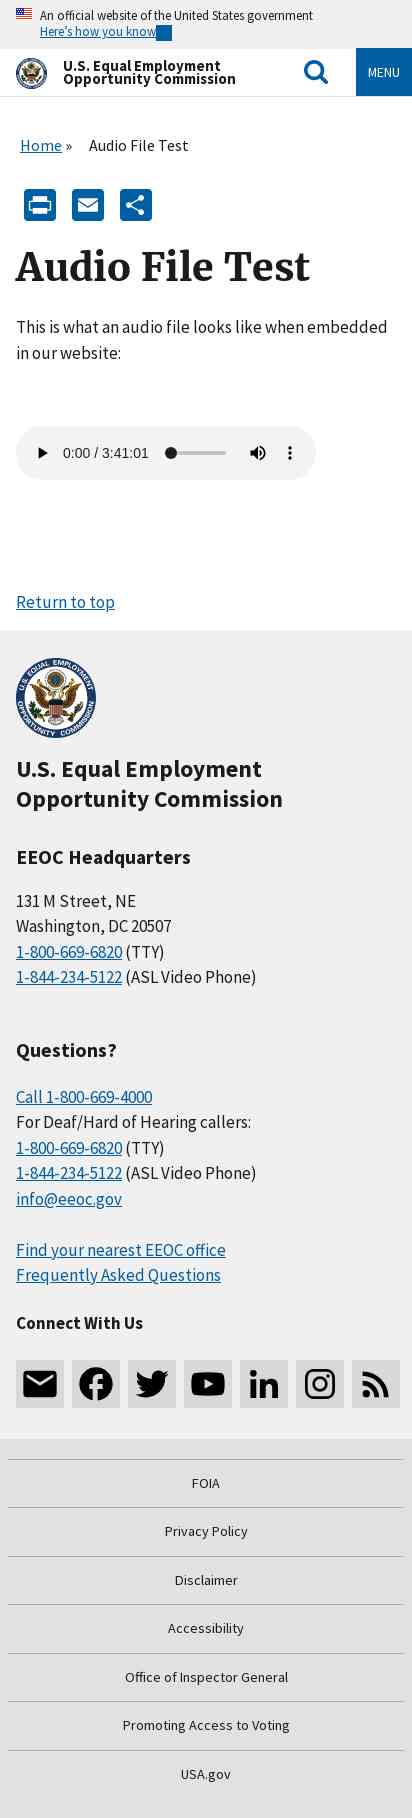 An official website of the United States government
Here's how you know
U.S. Equal Employment
Opportunity Commission
MENU
Home » Audio File Test
Audio File Test
This is what an audio file looks like when embedded
in our website:
0:00 / 3:41:01
Return to top
U.S. EQUAL EMPLOYMENT OPPORTUNITY COMMISSION
U.S. Equal Employment
Opportunity Commission
EEOC Headquarters
131 M Street, NE
Washington, DC 20507
1-800-669-6820 (TTY)
1-844-234-5122 (ASL Video Phone)
Questions?
Call 1-800-669-4000
For Deaf/Hard of Hearing callers:
1-800-669-6820 (TTY)
1-844-234-5122 (ASL Video Phone)
info@eeoc.gov
Find your nearest EEOC office
Frequently Asked Questions
Connect With Us
FOIA
Privacy Policy
Disclaimer
Accessibility
Office of Inspector General
Promoting Access to Voting
USA.gov